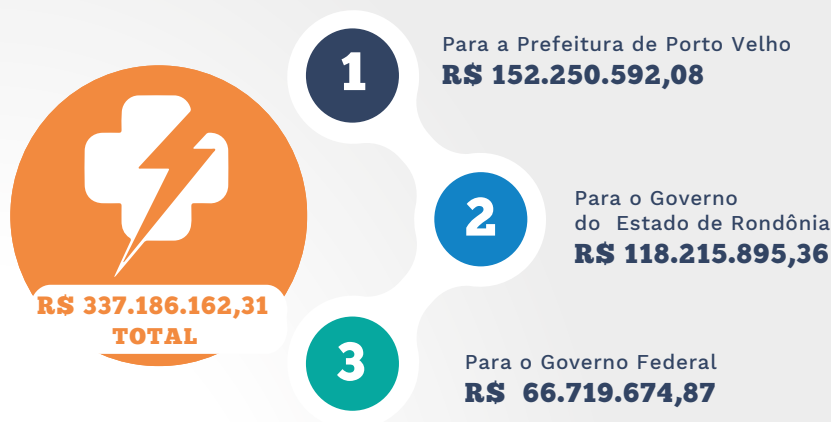 1
Para a Prefeitura de Porto Velho
R$ 152.250.592,08
2
Para o Governo
do Estado de Rondônia
R$ 118.215.895,36
R$ 337.186.162,31
TOTAL
3
Para o Governo Federal
R$ 66.719.674,87